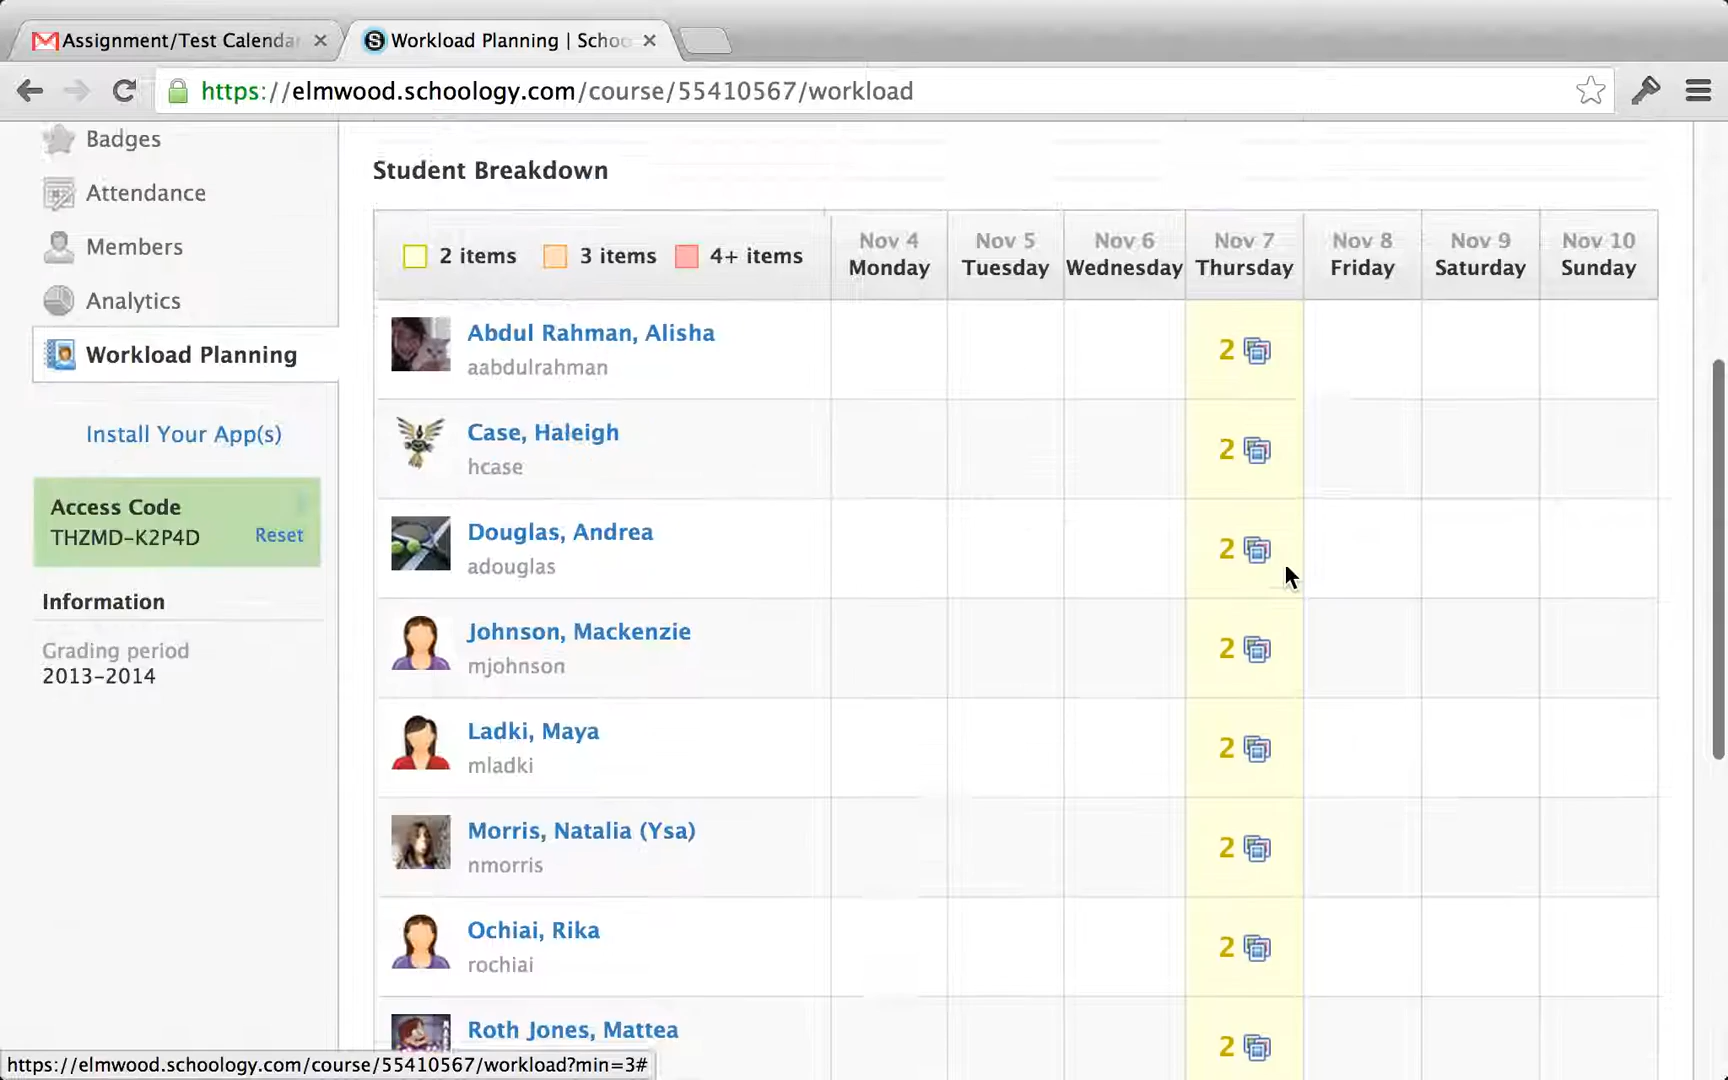 Assignment/Test Calenda
Workload Planning | Schoo
https://elmwood.schoology.com/course/55410567/workload
Badges
Attendance
Members
Analytics
Workload Planning
Install Your App(s)
Access Code
THZMD-K2P4D Reset
Information
Grading period
2013-2014
Student Breakdown
2 items 3 items 4+ items
Nov 4 Nov 5 Nov 6 Nov 7 Nov 8 Nov 9 Nov 10
Monday Tuesday Wednesday Thursday Friday Saturday Sunday
Abdul Rahman, Alisha 2
aabdulrahman
Case, Haleigh 2
hcase
Douglas, Andrea 2
adouglas
Johnson, Mackenzie 2
mjohnson
Ladki, Maya 2
mladki
Morris, Natalia (Ysa) 2
nmorris
Ochiai, Rika 2
rochiai
Roth Jones, Mattea 2
https://elmwood.schoology.com/course/55410567/workload?min=3#